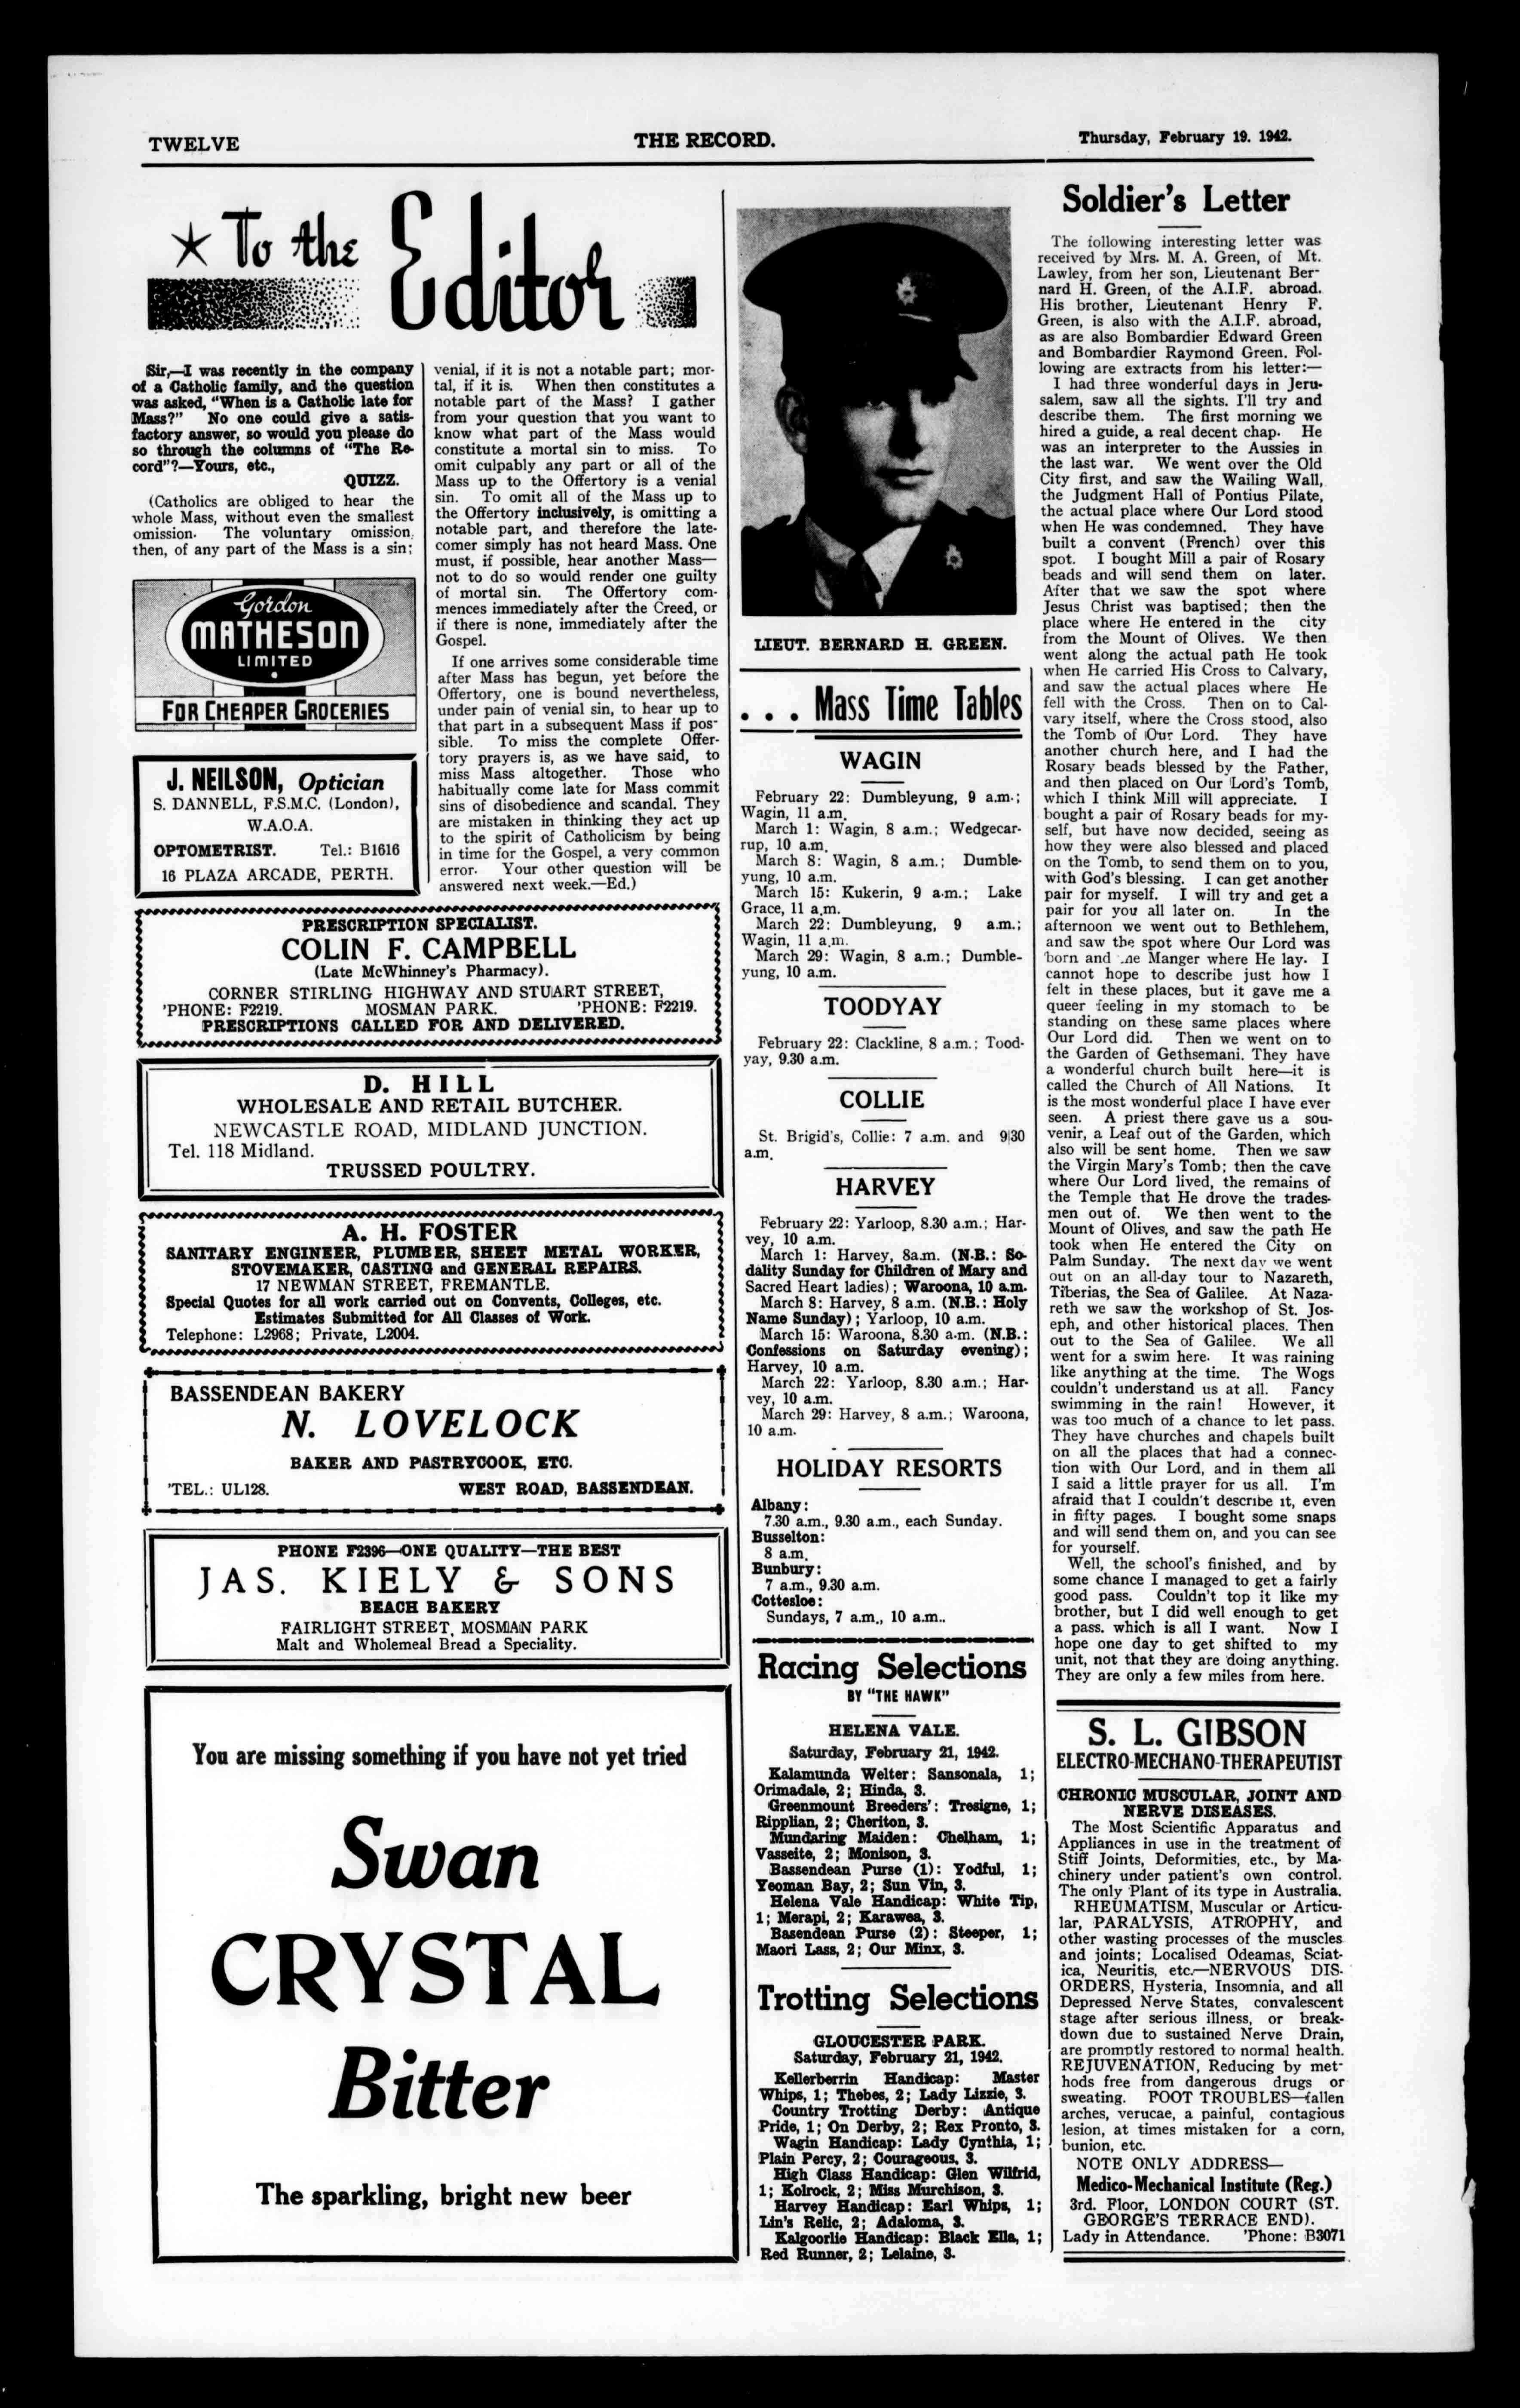 TWELVE
THE RECORD.
Thursday, February 19. 1942.
★ To the Editor
Sir,—I was recently in the company
of a Catholic family, and the question
was asked, "When is a Catholic late for
Mass?" No one could give a satis-
factory answer, so would you please do
so through the columns of "The Re-
cord"?—Yours, etc.,
QUIZZ.
(Catholics are obliged to hear the
whole Mass, without even the smallest
omission. The voluntary omission,
then, of any part of the Mass is a sin;
Gordon
MATHESON
LIMITED
FOR CHEAPER GROCERIES
J. NEILSON, Optician
S. DANNELL, F.S.M.C. (London),
W.A.O.A.
OPTOMETRIST. Tel.: B1616
16 PLAZA ARCADE, PERTH.
venial, if it is not a notable part; mor-
tal, if it is. When then constitutes a
notable part of the Mass? I gather
from your question that you want to
know what part of the Mass would
constitute a mortal sin to miss. To
omit culpably any part or all of the
Mass up to the Offertory is a venial
sin. To omit all of the Mass up to
the Offertory inclusively, is omitting a
notable part, and therefore the late-
comer simply has not heard Mass. One
must, if possible, hear another Mass—
not to do so would render one guilty
of mortal sin. The Offertory com-
mences immediately after the Creed, or
if there is none, immediately after the
Gospel.
If one arrives some considerable time
after Mass has begun, yet before the
Offertory, one is bound nevertheless,
under pain of venial sin, to hear up to
that part in a subsequent Mass if pos-
sible. To miss the complete Offer-
tory prayers is, as we have said, to
miss Mass altogether. Those who
habitually come late for Mass commit
sins of disobedience and scandal. They
are mistaken in thinking they act up
to the spirit of Catholicism by being
in time for the Gospel, a very common
error. Your other question will be
answered next week.—Ed.)
PRESCRIPTION SPECIALIST.
COLIN F. CAMPBELL
(Late McWhinney's Pharmacy).
CORNER STIRLING HIGHWAY AND STUART STREET,
'PHONE: F2219. MOSMAN PARK. 'PHONE: F2219.
PRESCRIPTIONS CALLED FOR AND DELIVERED.
D. HILL
WHOLESALE AND RETAIL BUTCHER.
NEWCASTLE ROAD, MIDLAND JUNCTION.
Tel. 118 Midland.
TRUSSED POULTRY.
A. H. FOSTER
SANITARY ENGINEER, PLUMBER, SHEET METAL WORKER,
STOVEMAKER, CASTING and GENERAL REPAIRS.
17 NEWMAN STREET, FREMANTLE.
Special Quotes for all work carried out on Convents, Colleges, etc.
Estimates Submitted for All Classes of Work.
Telephone: L2968; Private, L2004.
BASSENDEAN BAKERY
N. LOVELOCK
BAKER AND PASTRYCOOK, ETC.
'TEL.: UL128. WEST ROAD, BASSENDEAN.
PHONE F2396—ONE QUALITY—THE BEST
JAS. KIELY & SONS
BEACH BAKERY
FAIRLIGHT STREET, MOSMAN PARK
Malt and Wholemeal Bread a Speciality.
You are missing something if you have not yet tried
Swan
CRYSTAL
Bitter
The sparkling, bright new beer
LIEUT. BERNARD H. GREEN.
. . . Mass Time Tables
WAGIN
February 22: Dumbleyung, 9 a.m.;
Wagin, 11 a.m.
March 1: Wagin, 8 a.m.; Wedgecar-
rup, 10 a.m.
March 8: Wagin, 8 a.m.; Dumble-
yung, 10 a.m.
March 15: Kukerin, 9 a.m.; Lake
Grace, 11 a.m.
March 22: Dumbleyung, 9 a.m.;
Wagin, 11 a.m.
March 29: Wagin, 8 a.m.; Dumble-
yung, 10 a.m.
TOODYAY
February 22: Clackline, 8 a.m.; Tood-
yay, 9.30 a.m.
COLLIE
St. Brigid's, Collie: 7 a.m. and 9|30
a.m.
HARVEY
February 22: Yarloop, 8.30 a.m.; Har-
vey, 10 a.m.
March 1: Harvey, 8a.m. (N.B.: So-
dality Sunday for Children of Mary and
Sacred Heart ladies); Waroona, 10 a.m.
March 8: Harvey, 8 a.m. (N.B.: Holy
Name Sunday); Yarloop, 10 a.m.
March 15: Waroona, 8.30 a.m. (N.B.:
Confessions on Saturday evening);
Harvey, 10 a.m.
March 22: Yarloop, 8.30 a.m.; Har-
vey, 10 a.m.
March 29: Harvey, 8 a.m.; Waroona,
10 a.m.
HOLIDAY RESORTS
Albany:
7.30 a.m., 9.30 a.m., each Sunday.
Busselton:
8 a.m.
Bunbury:
7 a.m., 9.30 a.m.
Cottesloe:
Sundays, 7 a.m., 10 a.m..
Racing Selections
BY "THE HAWK"
HELENA VALE.
Saturday, February 21, 1942.
Kalamunda Welter: Sansonala, 1;
Orimadale, 2; Hinda, 3.
Greenmount Breeders': Tresigne, 1;
Ripplian, 2; Cheriton, 3.
Mundaring Maiden: Chelham, 1;
Vasseite, 2; Monison, 3.
Bassendean Purse (1): Yodful, 1;
Yeoman Bay, 2; Sun Vin, 3.
Helena Vale Handicap: White Tip,
1; Merapi, 2; Karawea, 3.
Basendean Purse (2): Steeper, 1;
Maori Lass, 2; Our Minx, 3.
Trotting Selections
GLOUCESTER PARK.
Saturday, February 21, 1942.
Kellerberrin Handicap: Master
Whips, 1; Thebes, 2; Lady Lizzie, 3.
Country Trotting Derby: Antique
Pride, 1; On Derby, 2; Rex Pronto, 3.
Wagin Handicap: Lady Cynthia, 1;
Plain Percy, 2; Courageous, 3.
High Class Handicap: Glen Wilfrid,
1; Kolrock, 2; Miss Murchison, 3.
Harvey Handicap: Earl Whips, 1;
Lin's Relic, 2; Adaloma, 3.
Kalgoorlie Handicap: Black Ella, 1;
Red Runner, 2; Lelaine, 3.
Soldier's Letter
The following interesting letter was
received by Mrs. M. A. Green, of Mt.
Lawley, from her son, Lieutenant Ber-
nard H. Green, of the A.I.F. abroad.
His brother, Lieutenant Henry F.
Green, is also with the A.I.F. abroad,
as are also Bombardier Edward Green
and Bombardier Raymond Green. Fol-
lowing are extracts from his letter:—
I had three wonderful days in Jeru-
salem, saw all the sights. I'll try and
describe them. The first morning we
hired a guide, a real decent chap. He
was an interpreter to the Aussies in
the last war. We went over the Old
City first, and saw the Wailing Wall,
the Judgment Hall of Pontius Pilate,
the actual place where Our Lord stood
when He was condemned. They have
built a convent (French) over this
spot. I bought Mill a pair of Rosary
beads and will send them on later.
After that we saw the spot where
Jesus Christ was baptised; then the
place where He entered in the city
from the Mount of Olives. We then
went along the actual path He took
when He carried His Cross to Calvary,
and saw the actual places where He
fell with the Cross. Then on to Cal-
vary itself, where the Cross stood, also
the Tomb of Our Lord. They have
another church here, and I had the
Rosary beads blessed by the Father,
and then placed on Our Lord's Tomb,
which I think Mill will appreciate. I
bought a pair of Rosary beads for my-
self, but have now decided, seeing as
how they were also blessed and placed
on the Tomb, to send them on to you,
with God's blessing. I can get another
pair for myself. I will try and get a
pair for you all later on. In the
afternoon we went out to Bethlehem,
and saw the spot where Our Lord was
born and the Manger where He lay. I
cannot hope to describe just how I
felt in these places, but it gave me a
queer feeling in my stomach to be
standing on these same places where
Our Lord did. Then we went on to
the Garden of Gethsemani. They have
a wonderful church built here—it is
called the Church of All Nations. It
is the most wonderful place I have ever
seen. A priest there gave us a sou-
venir, a Leaf out of the Garden, which
also will be sent home. Then we saw
the Virgin Mary's Tomb; then the cave
where Our Lord lived, the remains of
the Temple that He drove the trades-
men out of. We then went to the
Mount of Olives, and saw the path He
took when He entered the City on
Palm Sunday. The next day we went
out on an all-day tour to Nazareth,
Tiberias, the Sea of Galilee. At Naza-
reth we saw the workshop of St. Jos-
eph, and other historical places. Then
out to the Sea of Galilee. We all
went for a swim here. It was raining
like anything at the time. The Wogs
couldn't understand us at all. Fancy
swimming in the rain! However, it
was too much of a chance to let pass.
They have churches and chapels built
on all the places that had a connec-
tion with Our Lord, and in them all
I said a little prayer for us all. I'm
afraid that I couldn't describe it, even
in fifty pages. I bought some snaps
and will send them on, and you can see
for yourself.
Well, the school's finished, and by
some chance I managed to get a fairly
good pass. Couldn't top it like my
brother, but I did well enough to get
a pass. which is all I want. Now I
hope one day to get shifted to my
unit, not that they are doing anything.
They are only a few miles from here.
S. L. GIBSON
ELECTRO-MECHANO-THERAPEUTIST
CHRONIC MUSCULAR, JOINT AND
NERVE DISEASES.
The Most Scientific Apparatus and
Appliances in use in the treatment of
Stiff Joints, Deformities, etc., by Ma-
chinery under patient's own control.
The only Plant of its type in Australia.
RHEUMATISM, Muscular or Articu-
lar, PARALYSIS, ATROPHY, and
other wasting processes of the muscles
and joints; Localised Odeamas, Sciat-
ica, Neuritis, etc.—NERVOUS DIS-
ORDERS, Hysteria, Insomnia, and all
Depressed Nerve States, convalescent
stage after serious illness, or break-
down due to sustained Nerve Drain,
are promptly restored to normal health.
REJUVENATION, Reducing by met-
hods free from dangerous drugs or
sweating. FOOT TROUBLES—fallen
arches, verucae, a painful, contagious
lesion, at times mistaken for a corn,
bunion, etc.
NOTE ONLY ADDRESS—
Medico-Mechanical Institute (Reg.)
3rd. Floor, LONDON COURT (ST.
GEORGE'S TERRACE END).
Lady in Attendance. 'Phone: B3071